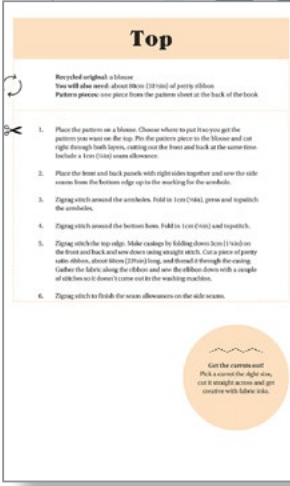 Top
Recycled original: a blouse
You will also need: about 80cm (31½in) of pretty ribbon
Pattern pieces: one piece from the pattern sheet at the back of the book
1. Place the pattern on a blouse. Choose where to put it so you get the
pattern you want on the top. Pin the pattern piece to the blouse and cut
right through both layers, cutting out the front and back at the same time.
Include a 1cm (⅜in) seam allowance.
2. Place the front and back panels with right sides together and sew the side
seams from the bottom edge up to the marking for the armhole.
3. Zigzag stitch around the armholes. Fold in 1cm (⅜in), press and topstitch
the armholes.
4. Zigzag stitch around the bottom hem. Fold in 1cm (⅜in) and topstitch.
5. Zigzag stitch the top edge. Make casings by folding down 3cm (1¼in) on
the front and back and sew down using straight stitch. Cut a piece of pretty
satin ribbon, about long, and thread it through the casing.
Gather the fabric along the ribbon and sew the ribbon down with a couple
of stitches so it doesn't come out in the washing machine.
6. Zigzag stitch to finish the seam allowances on the side seams.
Get the carrots out!
Pick a carrot the right size,
cut it straight across and get
creative with fabric inks.